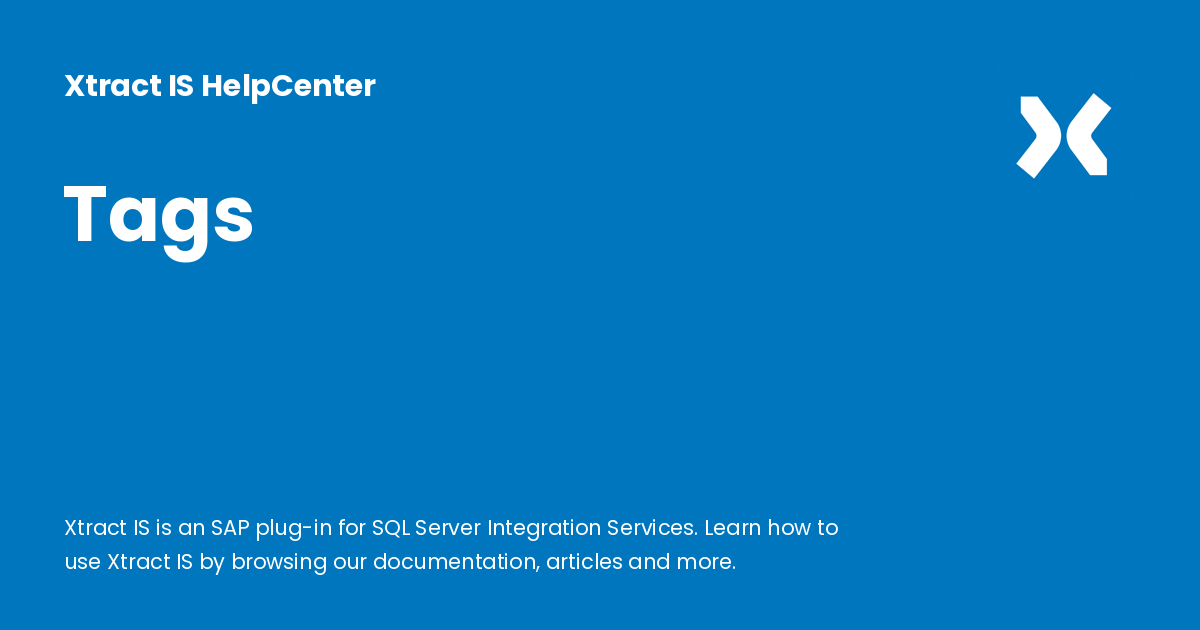 Xtract IS HelpCenter
Tags
Xtract IS is an SAP plug-in for SQL Server Integration Services. Learn how to
use Xtract IS by browsing our documentation, articles and more.